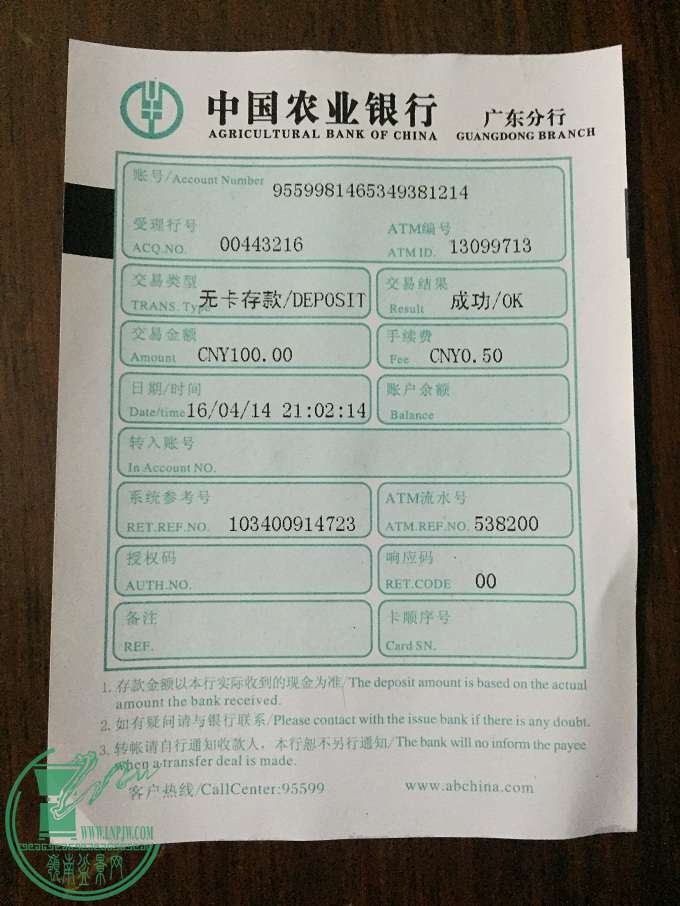 中国农业银行 广东分行
AGRICULTURAL BANK OF CHINA GUANGDONG BRANCH
账号/Account Number 9559981465349381214
受理行号 ATM编号
ACQ.NO. 00443216 ATM ID. 13099713
交易类型 交易结果
TRANS. Type 无卡存款/DEPOSIT Result 成功/OK
交易金额 手续费
Amount CNY100.00 Fee CNY0.50
日期/时间 账户余额
Date/time 16/04/14 21:02:14 Balance
转入账号
In Account NO.
系统参考号 ATM流水号
RET.REF.NO. 103400914723 ATM.REF.NO. 538200
授权码 响应码
AUTH.NO. RET.CODE 00
备注 卡顺序号
REF. Card SN.
1. 存款金额以本行实际收到的现金为准/The deposit amount is based on the actual
amount the bank received.
2. 如有疑问请与银行联系/Please contact with the issue bank if there is any doubt.
3. 转帐请自行通知收款人，本行恕不另行通知/The bank will no inform the payee
when a transfer deal is made.
客户热线/CallCenter:95599 www.abchina.com
WWW.LNPJW.COM
嶺南盆景网